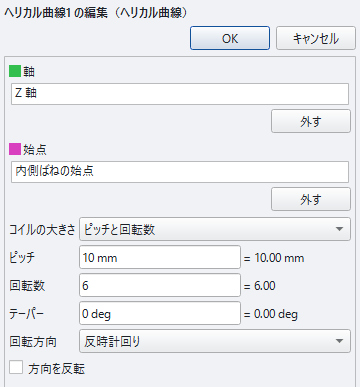 ヘリカル曲線1 の編集 (ヘリカル曲線)
OK キャンセル
軸
Z 軸
外す
始点
内側ばねの始点
外す
コイルの大きさ ピッチと回転数
ピッチ 10 mm = 10.00 mm
回転数 6 = 6.00
テーパー 0 deg = 0.00 deg
回転方向 反時計回り
方向を反転